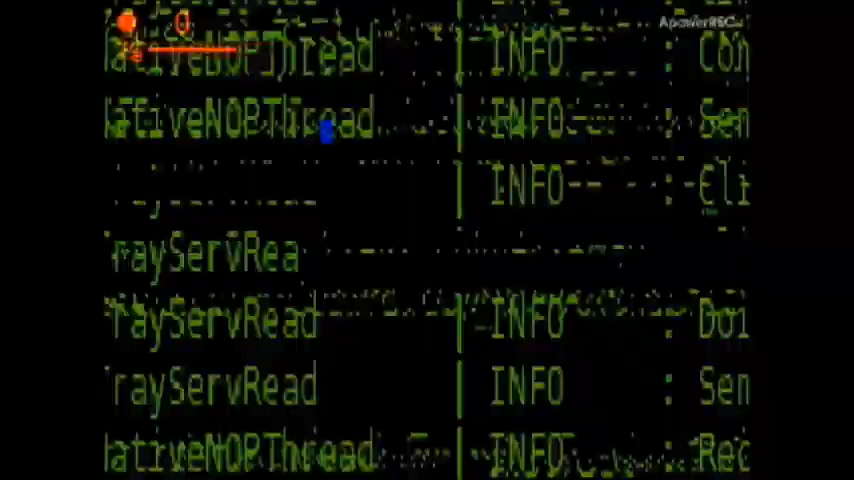 0
ApowerREC
ativeNOPThread | INFO : Con
ativeNOPThread | INFO : Sen
| INFO : Cli
rayServRea
rayServRead | INFO : Doi
rayServRead | INFO : Sen
ativeNOPThread | INFO : Rec